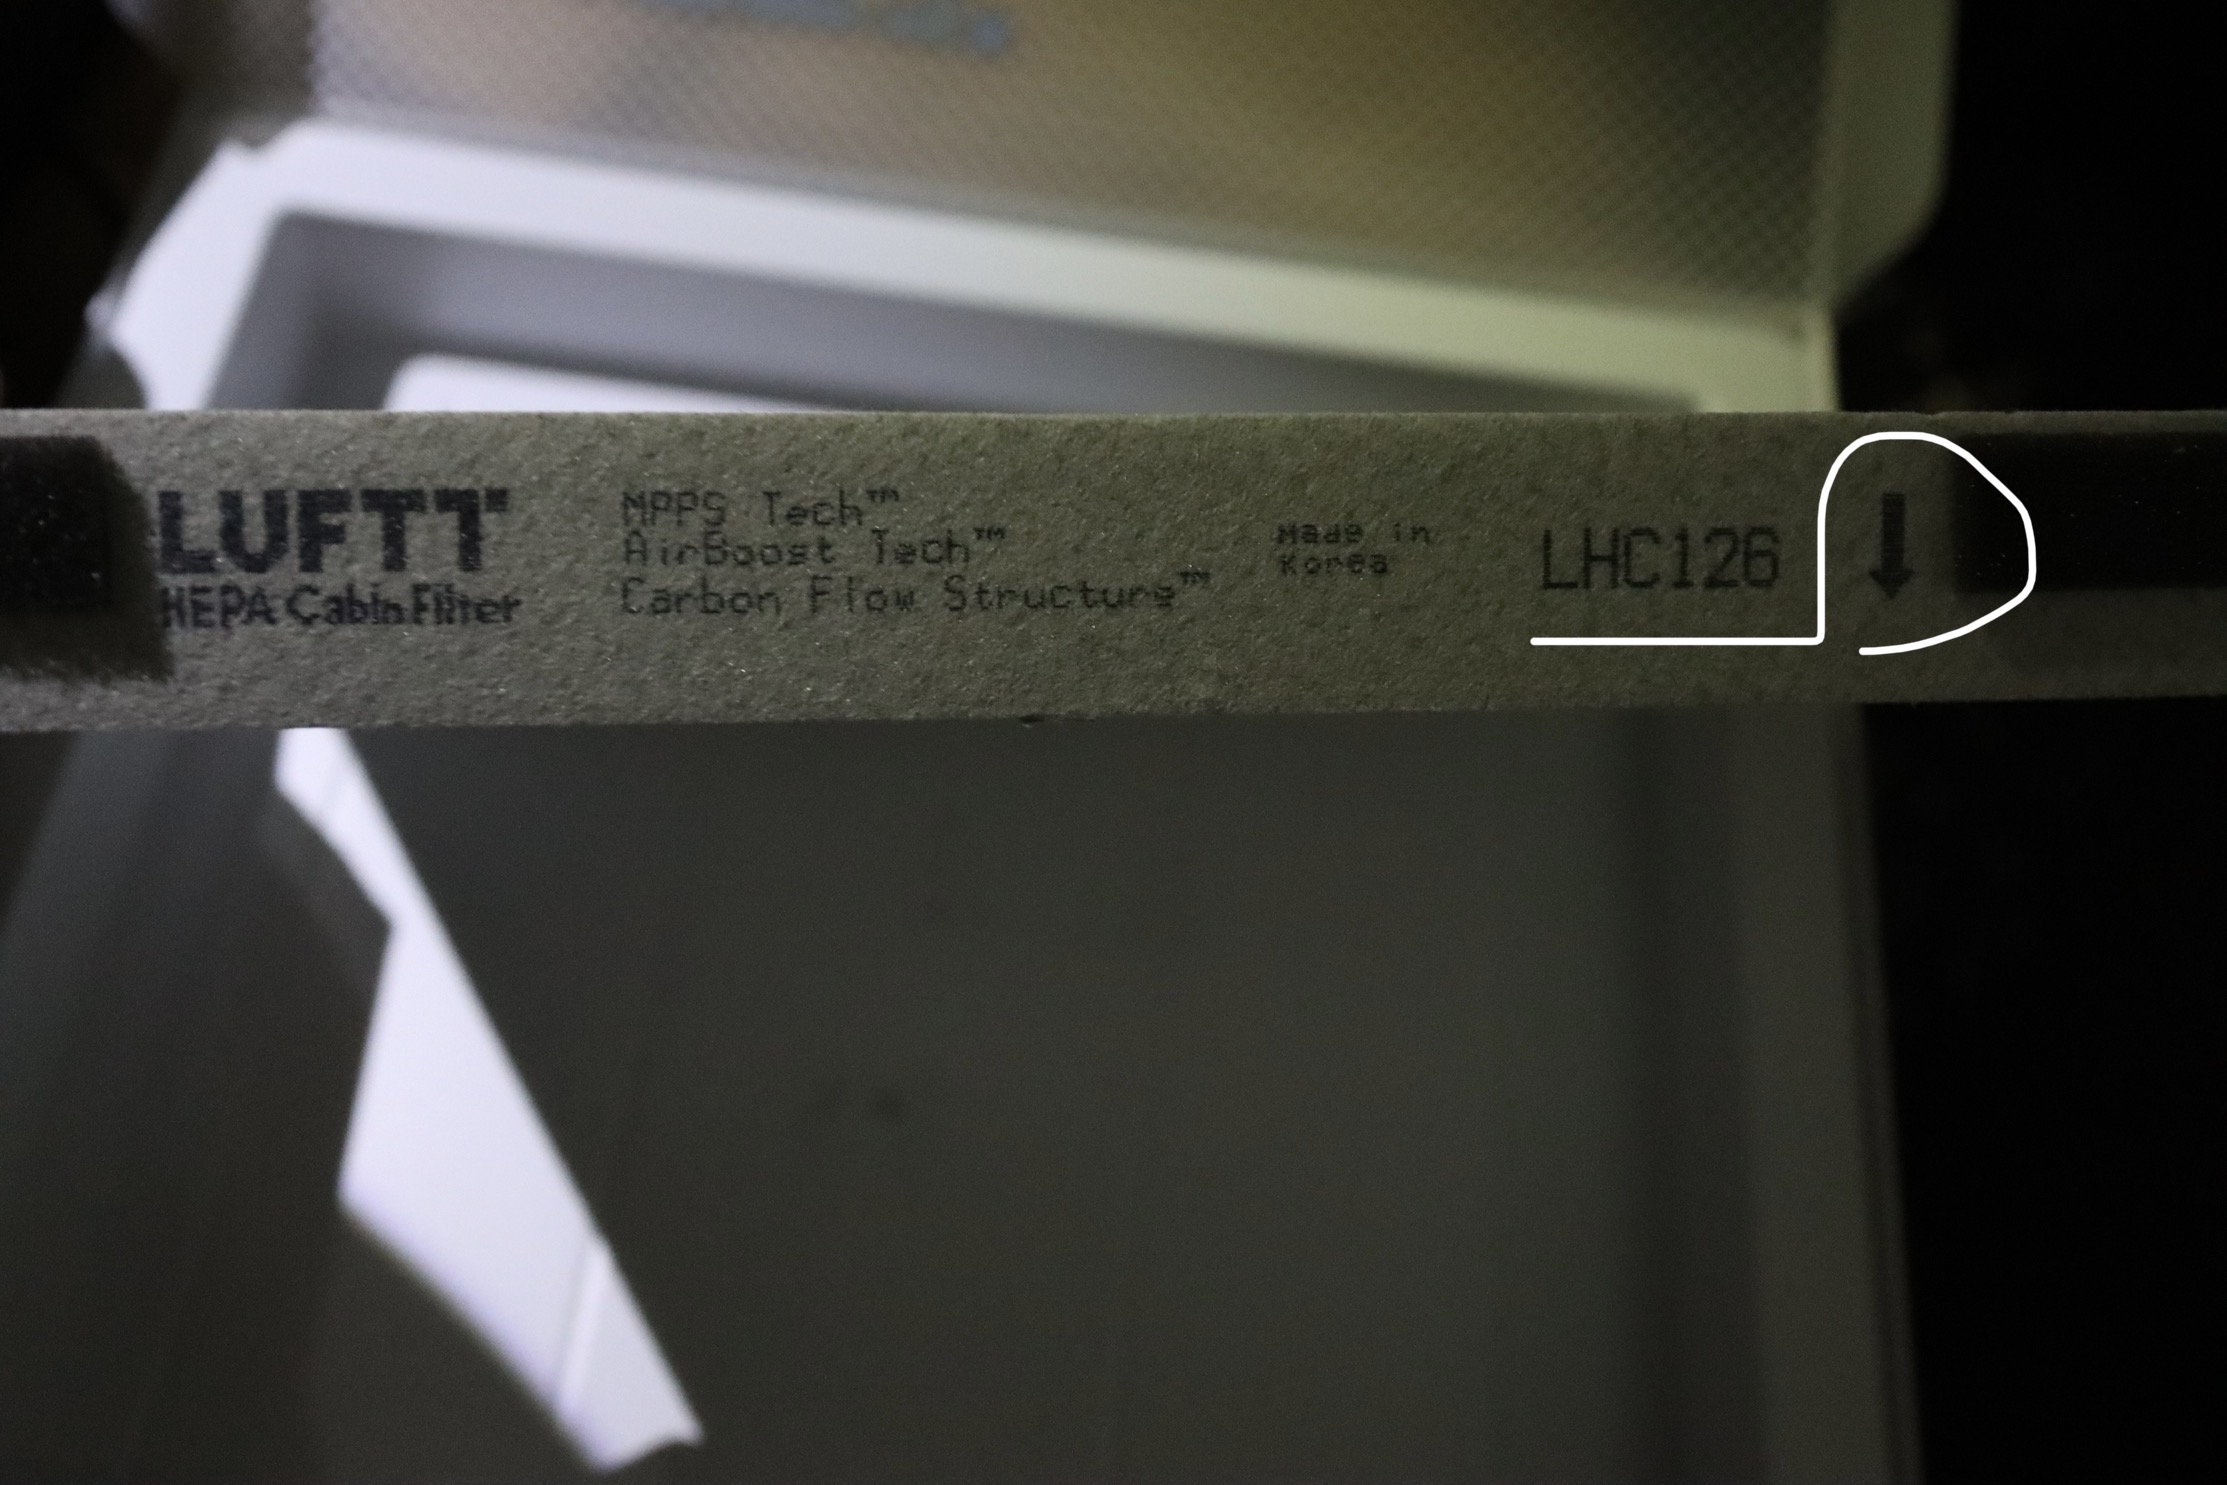 LUFTT
HEPA Cabin Filter
MPPS Tech™
AirBoost Tech™
Carbon Flow Structure™
Made in
Korea
LHC126